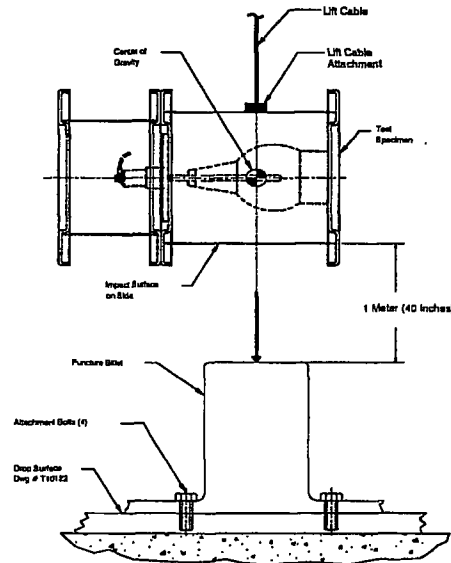 Lift Cable
Center of
Gravity
Lift Cable
Attachment
Test
Specimen
Impact Surface
on Side
1 Meter (40 Inches
Puncture Billet
Attachment Bolts (4)
Drop Surface
Dwg # T10122